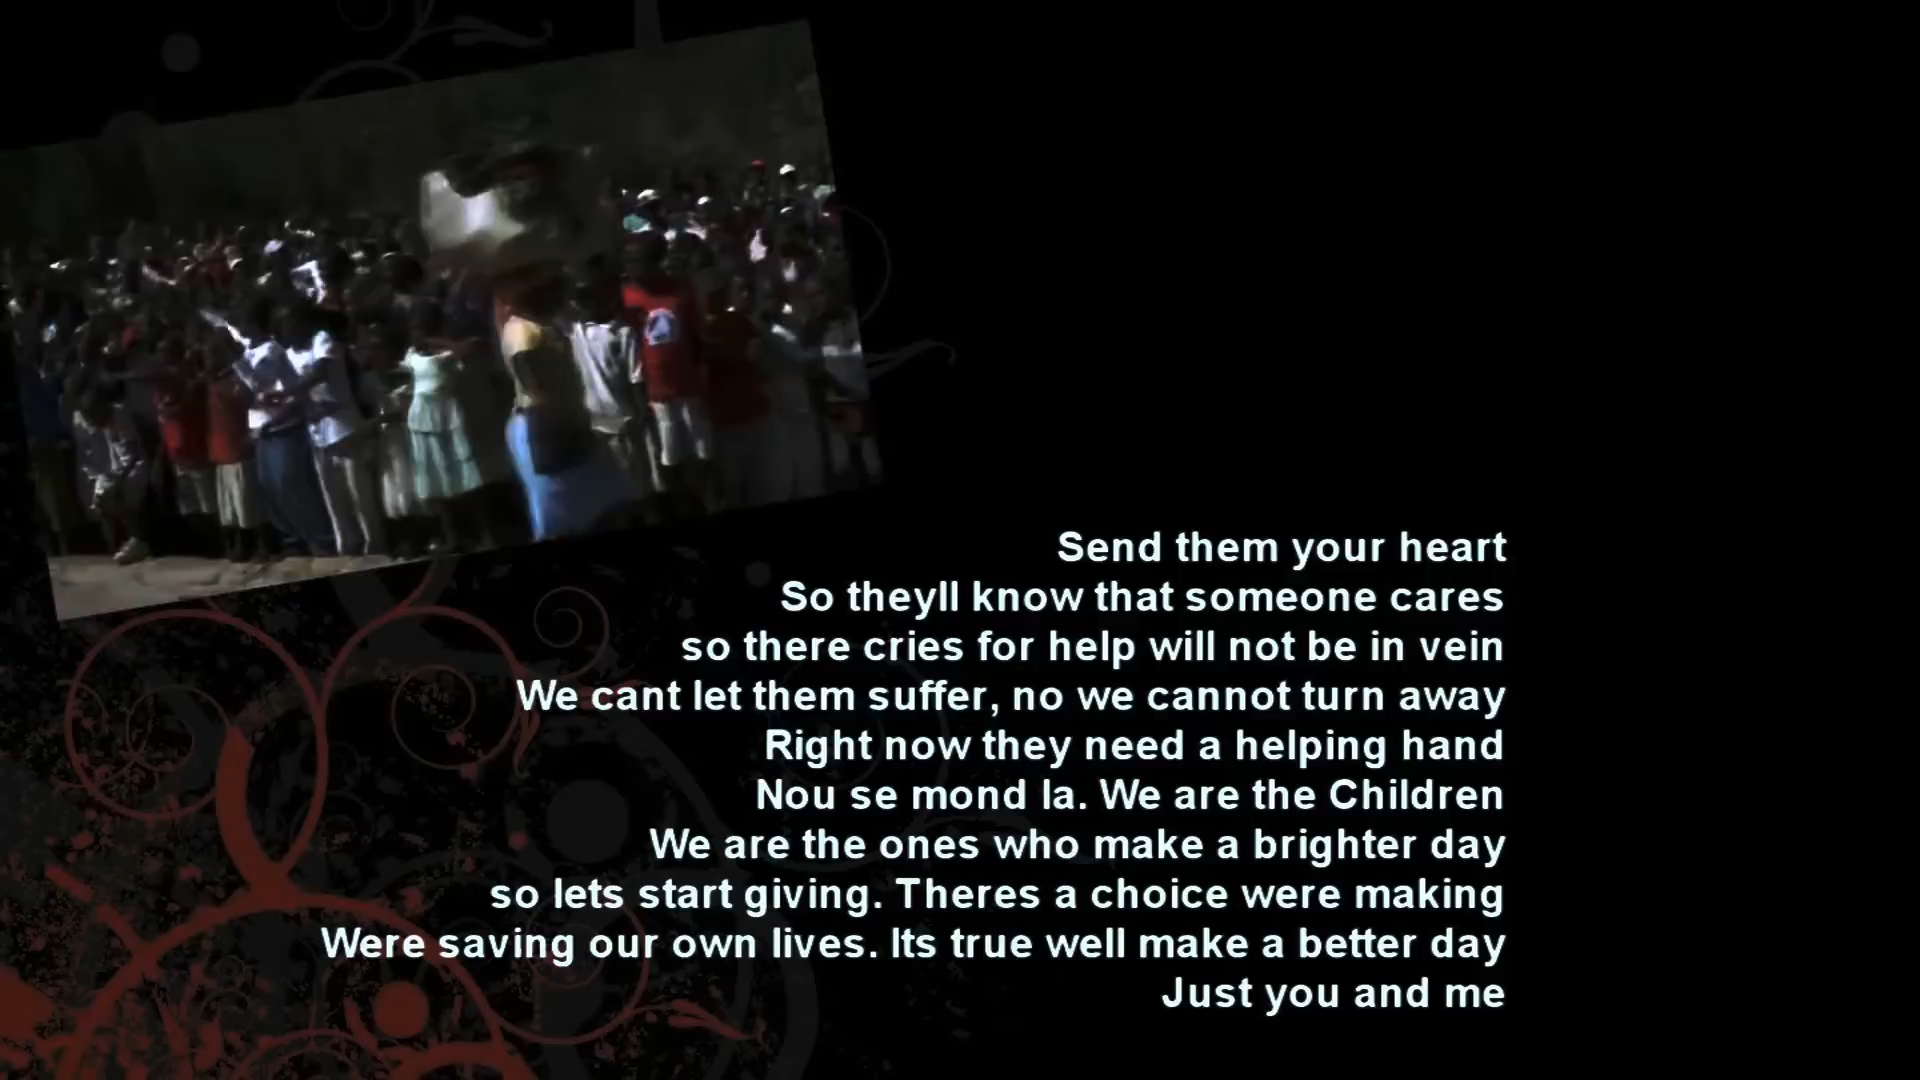 Send them your heart
So theyll know that someone cares
so there cries for help will not be in vein
We cant let them suffer, no we cannot turn away
Right now they need a helping hand
Nou se mond la. We are the Children
We are the ones who make a brighter day
so lets start giving. Theres a choice were making
Were saving our own lives. Its true well make a better day
Just you and me